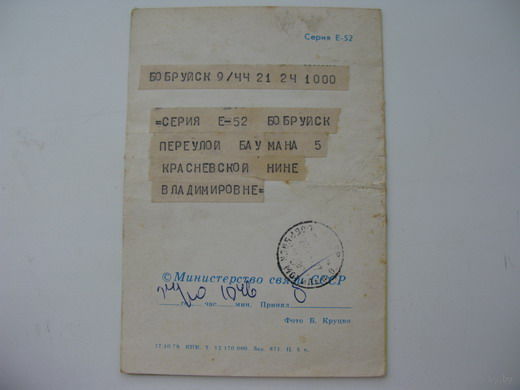 Серия Е-52
БОБРУЙСК 9/44 21 24 1000
=СЕРИЯ Е-52 БОБРУЙСК
ПЕРЕУЛОЙ БАУМАНА 5
КРАСНЕВСКОЙ НИНЕ
ВЛАДИМИРОВНЕ=
© Министерство связи СССР
1046
час. мин. Принял
Фото Б. Круцко